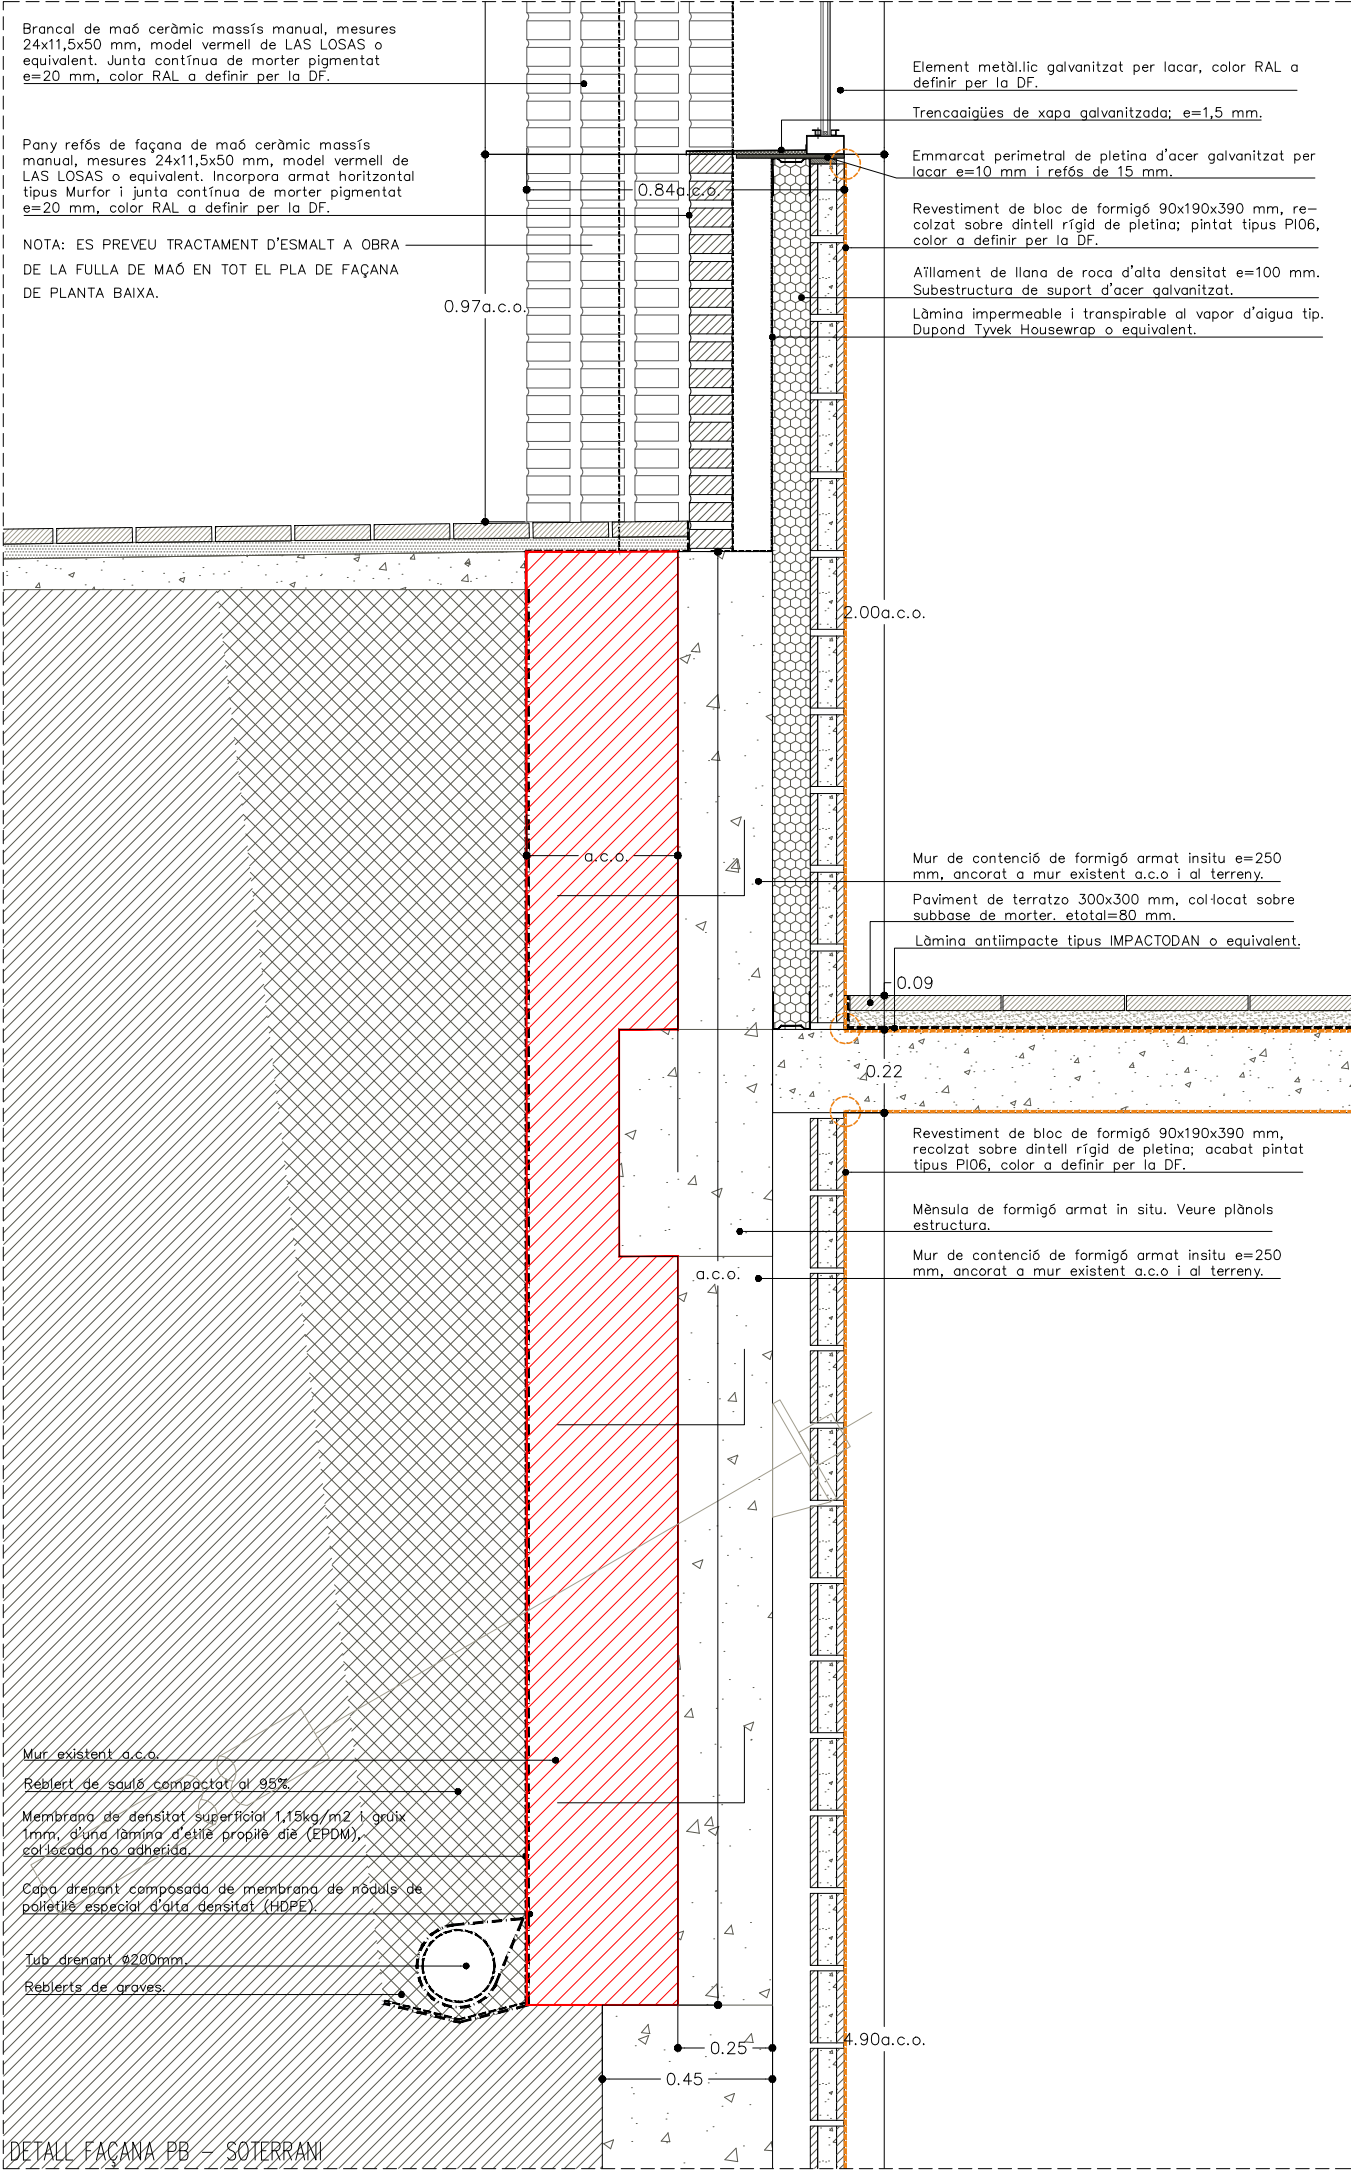 Brancal de maó ceràmic massís manual, mesures
24x11,5x50 mm, model vermell de LAS LOSAS o
equivalent. Junta contínua de morter pigmentat
e=20 mm, color RAL a definir per la DF.
Pany refós de façana de maó ceràmic massís
manual, mesures 24x11,5x50 mm, model vermell de
LAS LOSAS o equivalent. Incorpora armat horitzontal
tipus Murfor i junta contínua de morter pigmentat
e=20 mm, color RAL a definir per la DF.
NOTA: ES PREVEU TRACTAMENT D'ESMALT A OBRA
DE LA FULLA DE MAÓ EN TOT EL PLA DE FAÇANA
DE PLANTA BAIXA.
0.97a.c.o.
0.84a.c.o.
Element metàl.lic galvanitzat per lacar, color RAL a
definir per la DF.
Trencaaigües de xapa galvanitzada; e=1,5 mm.
Emmarcat perimetral de pletina d'acer galvanitzat per
lacar e=10 mm i refós de 15 mm.
Revestiment de bloc de formigó 90x190x390 mm, re-
colzat sobre dintell rígid de pletina; pintat tipus PI06,
color a definir per la DF.
Aïllament de llana de roca d'alta densitat e=100 mm.
Subestructura de suport d'acer galvanitzat.
Làmina impermeable i transpirable al vapor d'aigua tip.
Dupond Tyvek Housewrap o equivalent.
2.00a.c.o.
a.c.o.
Mur de contenció de formigó armat insitu e=250
mm, ancorat a mur existent a.c.o i al terreny.
Paviment de terratzo 300x300 mm, col·locat sobre
subbase de morter. etotal=80 mm.
Làmina antiimpacte tipus IMPACTODAN o equivalent.
0.09
0.22
Revestiment de bloc de formigó 90x190x390 mm,
recolzat sobre dintell rígid de pletina; acabat pintat
tipus PI06, color a definir per la DF.
Mènsula de formigó armat in situ. Veure plànols
estructura.
Mur de contenció de formigó armat insitu e=250
mm, ancorat a mur existent a.c.o i al terreny.
a.c.o.
Mur existent a.c.o.
Reblert de sauló compactat al 95%.
Membrana de densitat superficial 1,15kg/m2 i gruix
1mm, d'una làmina d'etilè propilè diè (EPDM),
col·locada no adherida.
Capa drenant composada de membrana de nòduls de
polietilè especial d'alta densitat (HDPE).
Tub drenant ø200mm.
Reblerts de graves.
4.90a.c.o.
0.25
0.45
DETALL FAÇANA PB - SOTERRANI